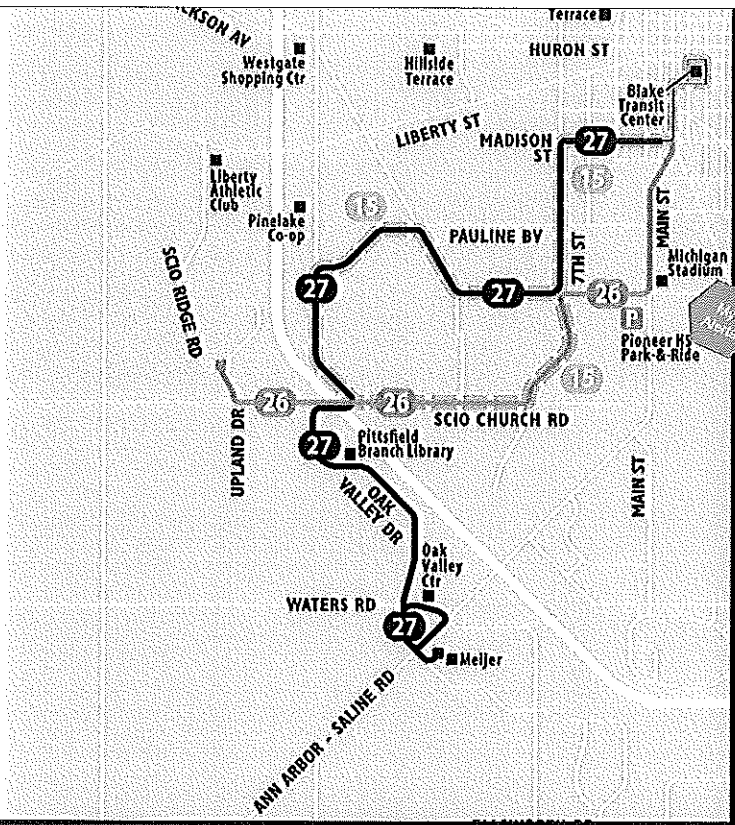 Terrace
CKSON AV
Westgate
Shopping Ctr
Hillside
Terrace
HURON ST
Blake
Transit
Center
LIBERTY ST
MADISON
ST
27
15
Liberty
Athletic
Club
Pinelake
Co-op
15
PAULINE BV
7TH ST
MAIN ST
SCIO RIDGE RD
27
27
26
Michigan
Stadium
P
Pioneer HS
Park-&-Ride
15
26
26
SCIO CHURCH RD
UPLAND DR
27
Pittsfield
Branch Library
OAK
VALLEY DR
MAIN ST
Oak
Valley
Ctr
WATERS RD
27
Meijer
ANN ARBOR - SALINE RD